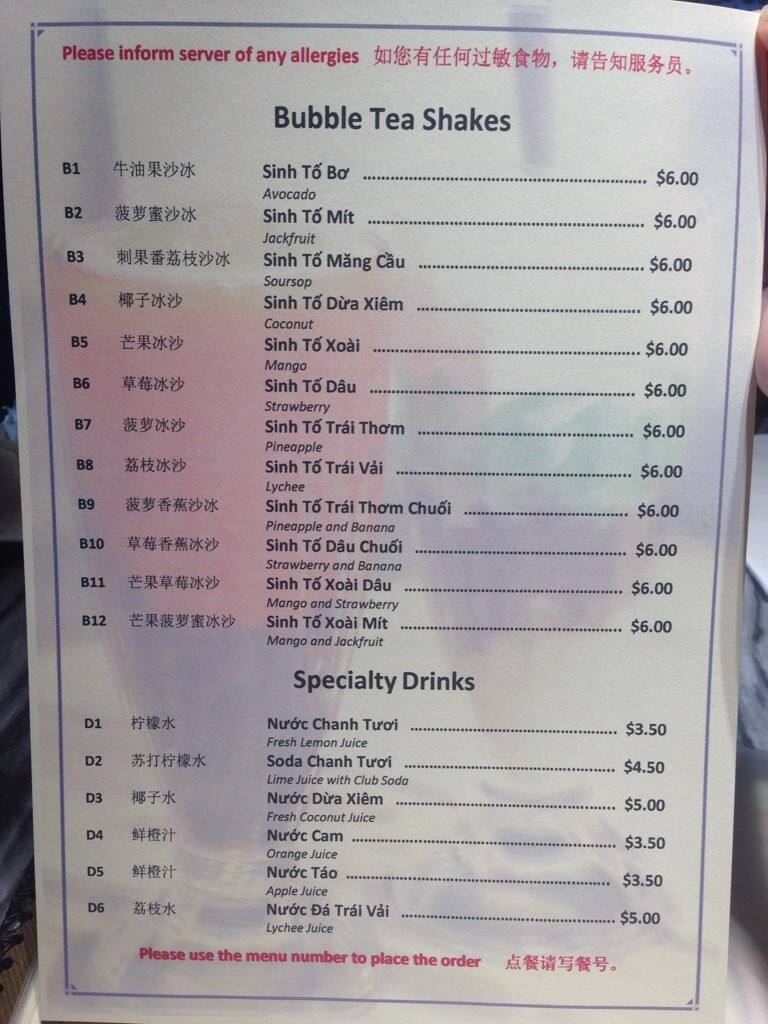 Please inform server of any allergies 如您有任何过敏食物，请告知服务员。
Bubble Tea Shakes
B1 牛油果沙冰 Sinh Tố Bơ ........ $6.00
Avocado
B2 菠萝蜜沙冰 Sinh Tố Mít ........ $6.00
Jackfruit
B3 刺果番荔枝沙冰 Sinh Tố Măng Cầu ........ $6.00
Soursop
B4 椰子冰沙 Sinh Tố Dừa Xiêm ........ $6.00
Coconut
B5 芒果冰沙 Sinh Tố Xoài ........ $6.00
Mango
B6 草莓冰沙 Sinh Tố Dâu ........ $6.00
Strawberry
B7 菠萝冰沙 Sinh Tố Trái Thơm ........ $6.00
Pineapple
B8 荔枝冰沙 Sinh Tố Trái Vải ........ $6.00
Lychee
B9 菠萝香蕉沙冰 Sinh Tố Trái Thơm Chuối ........ $6.00
Pineapple and Banana
B10 草莓香蕉冰沙 Sinh Tố Dâu Chuối ........ $6.00
Strawberry and Banana
B11 芒果草莓冰沙 Sinh Tố Xoài Dâu ........ $6.00
Mango and Strawberry
B12 芒果菠萝蜜冰沙 Sinh Tố Xoài Mít ........ $6.00
Mango and Jackfruit
Specialty Drinks
D1 柠檬水 Nước Chanh Tươi ........ $3.50
Fresh Lemon Juice
D2 苏打柠檬水 Soda Chanh Tươi ........ $4.50
Lime Juice with Club Soda
D3 椰子水 Nước Dừa Xiêm ........ $5.00
Fresh Coconut Juice
D4 鲜橙汁 Nước Cam ........ $3.50
Orange Juice
D5 鲜橙汁 Nước Táo ........ $3.50
Apple Juice
D6 荔枝水 Nước Đá Trái Vải ........ $5.00
Lychee Juice
Please use the menu number to place the order 点餐请写餐号。